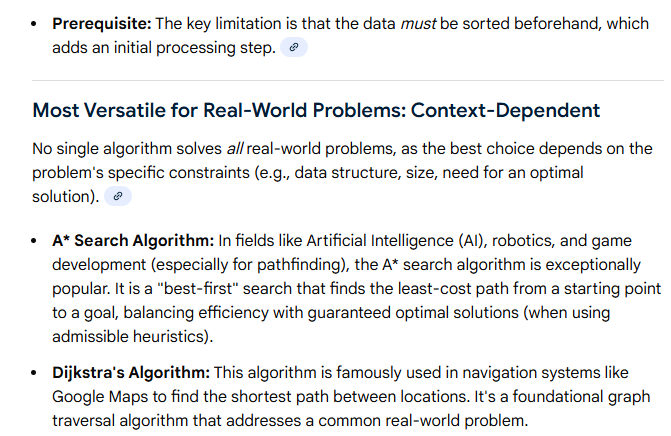 • Prerequisite: The key limitation is that the data must be sorted beforehand, which
adds an initial processing step.
Most Versatile for Real-World Problems: Context-Dependent
No single algorithm solves all real-world problems, as the best choice depends on the
problem's specific constraints (e.g., data structure, size, need for an optimal
solution).
• A* Search Algorithm: In fields like Artificial Intelligence (AI), robotics, and game
development (especially for pathfinding), the A* search algorithm is exceptionally
popular. It is a "best-first" search that finds the least-cost path from a starting point
to a goal, balancing efficiency with guaranteed optimal solutions (when using
admissible heuristics).
• Dijkstra's Algorithm: This algorithm is famously used in navigation systems like
Google Maps to find the shortest path between locations. It's a foundational graph
traversal algorithm that addresses a common real-world problem.